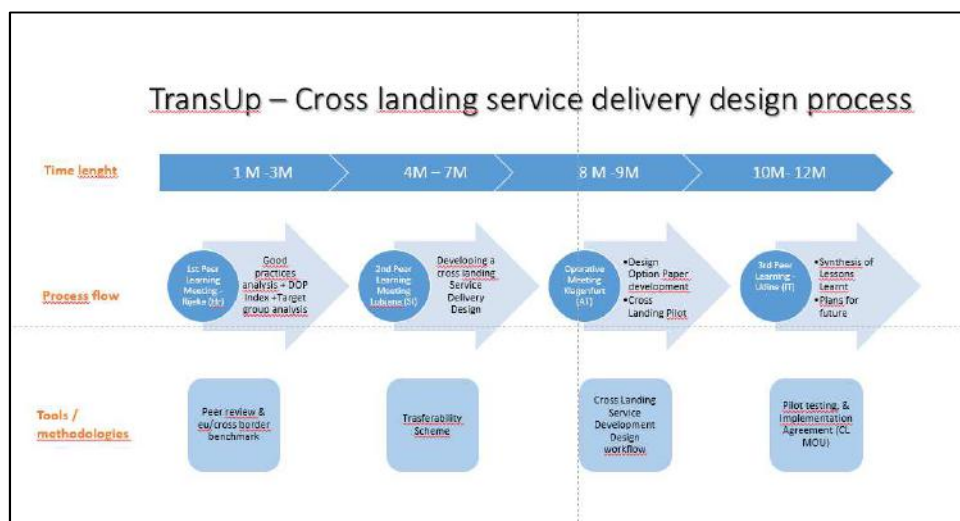 TransUp – Cross landing service delivery design process
Time lenght
1 M -3M
4M – 7M
8 M -9M
10M- 12M
Process flow
1st Peer
Learning
Meeting -
Rijeka (Hr)
Good
practices
analysis + DOP
Index +Target
group analysis
2nd Peer
Learning
Meeting
(SI)
Developing a
cross landing
Service
Delivery
Design
Operative
Meeting
Klagenfurt
(AT)
•Design
Option Paper
development
•Cross
Landing Pilot
3rd Peer
Learning -
(IT)
•Synthesis of
Lessons
Learnt
•Plans for
future
Tools /
methodologies
Peer review &
eu/cross border
benchmark
Trasferability
Scheme
Cross Landing
Service
Development
Design
workflow
Pilot testing, &
Implementation
Agreement (CL
MOU)